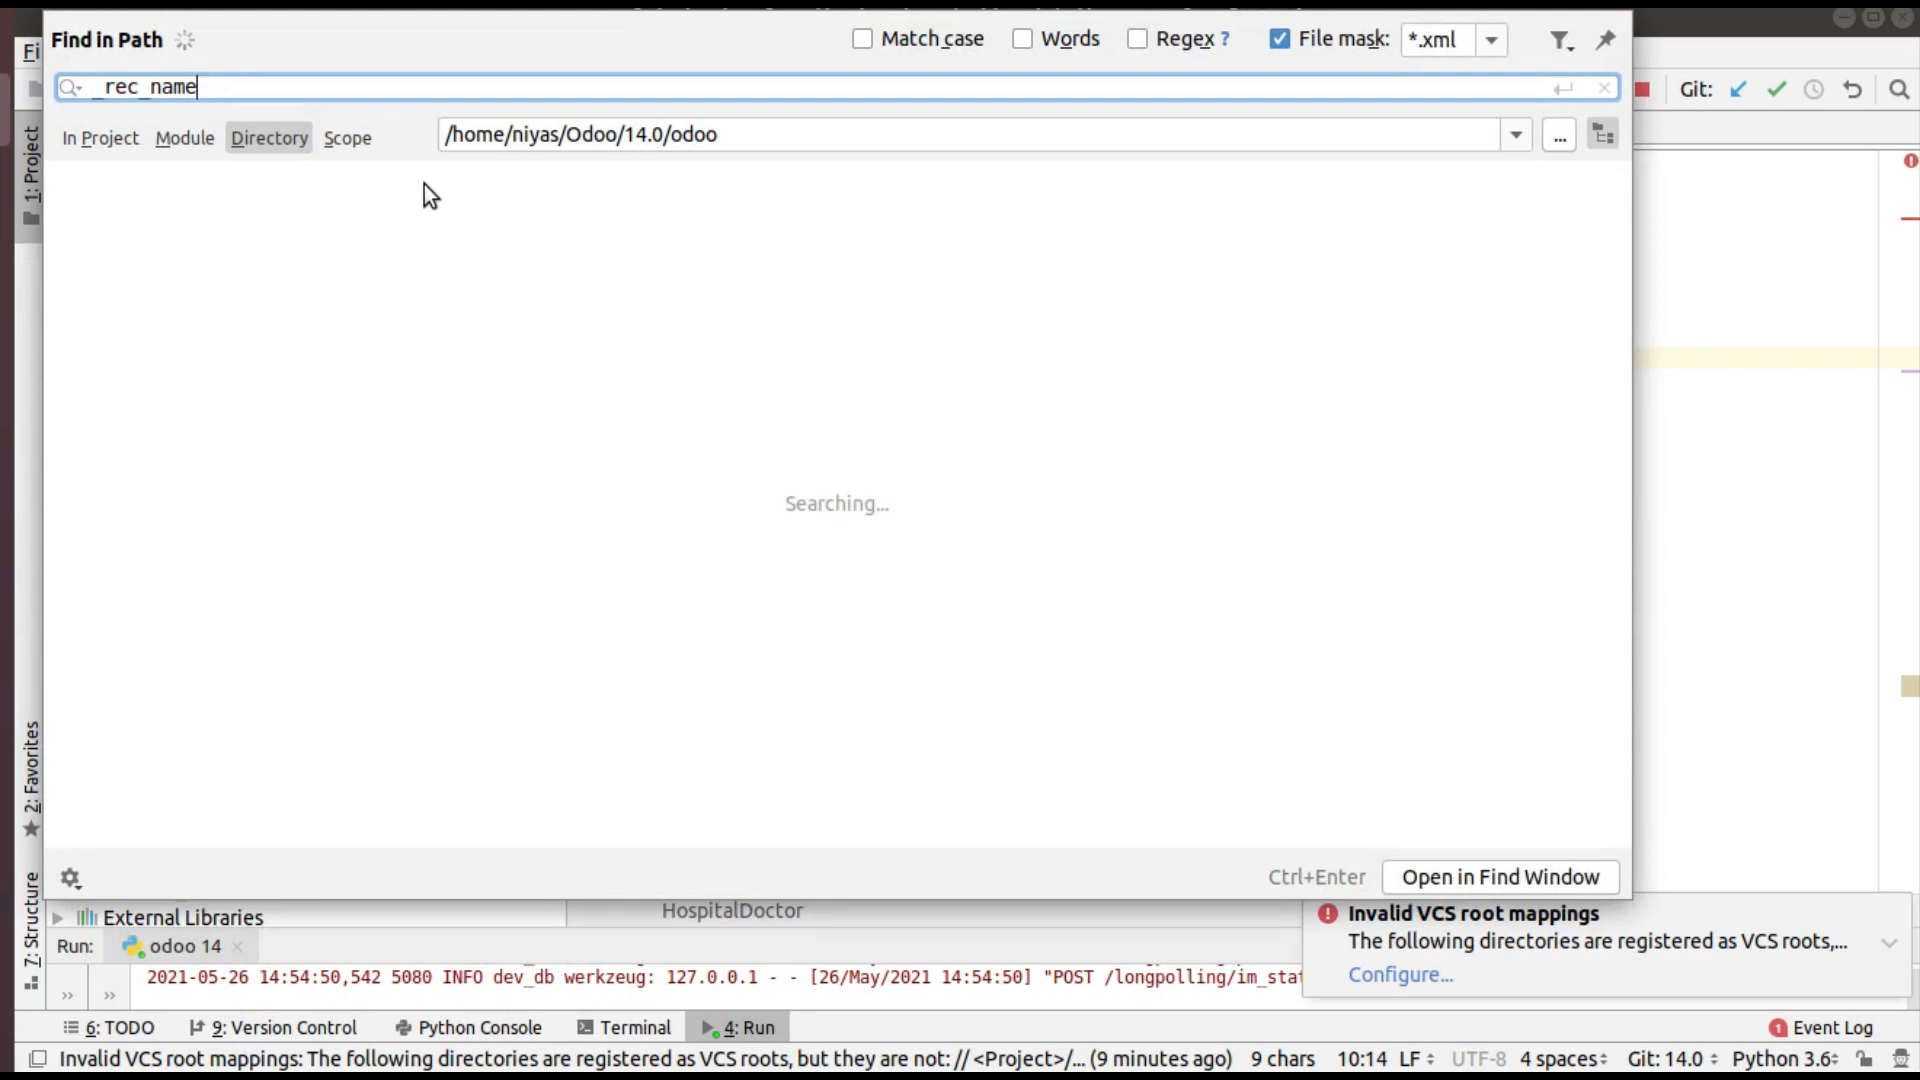 Find in Path
Match case Words Regex ? File mask: *.xml
Fi
_rec_name
Git:
In Project Module Directory Scope /home/niyas/Odoo/14.0/odoo ...
1: Project
Searching...
2: Favorites
7: Structure
Ctrl+Enter Open in Find Window
External Libraries
HospitalDoctor
Invalid VCS root mappings
The following directories are registered as VCS roots,...
Configure...
Run: odoo 14
2021-05-26 14:54:50,542 5080 INFO dev_db werkzeug: 127.0.0.1 - - [26/May/2021 14:54:50] "POST /longpolling/im_stat
6: TODO 9: Version Control Python Console Terminal 4: Run 1 Event Log
Invalid VCS root mappings: The following directories are registered as VCS roots, but they are not: // <Project>/... (9 minutes ago) 9 chars 10:14 LF UTF-8 4 spaces Git: 14.0 Python 3.6